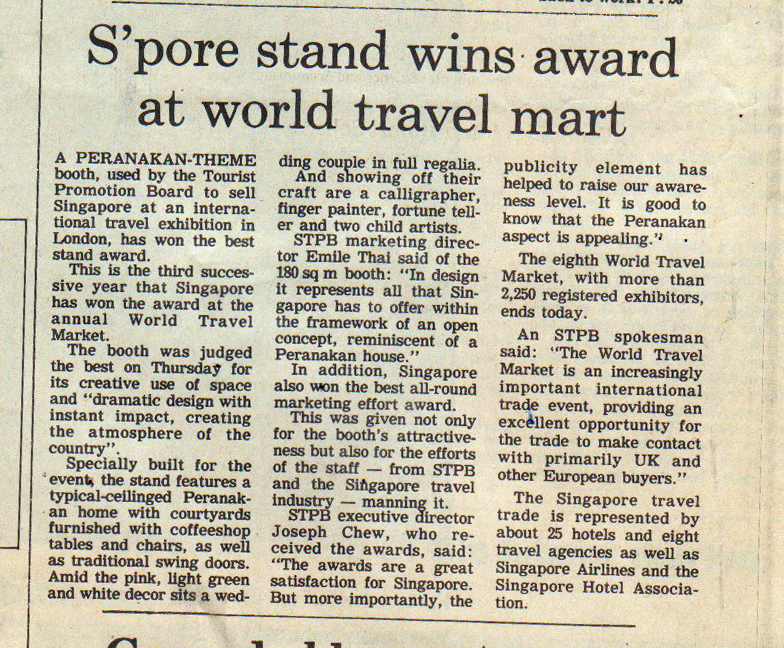 S'pore stand wins award
at world travel mart
A PERANAKAN-THEME
booth, used by the Tourist
Promotion Board to sell
Singapore at an interna-
tional travel exhibition in
London, has won the best
stand award.
This is the third succes-
sive year that Singapore
has won the award at the
annual World Travel
Market.
The booth was judged
the best on Thursday for
its creative use of space
and "dramatic design with
instant impact, creating
the atmosphere of the
country".
Specially built for the
event, the stand features a
typical-ceilinged Peranak-
an home with courtyards
furnished with coffeeshop
tables and chairs, as well
as traditional swing doors.
Amid the pink, light green
and white decor sits a wed-
ding couple in full regalia.
And showing off their
craft are a calligrapher,
finger painter, fortune tell-
er and two child artists.
STPB marketing direc-
tor Emile Thai said of the
180 sq m booth: "In design
it represents all that Sin-
gapore has to offer within
the framework of an open
concept, reminiscent of a
Peranakan house."
In addition, Singapore
also won the best all-round
marketing effort award.
This was given not only
for the booth's attractive-
ness but also for the efforts
of the staff — from STPB
and the Singapore travel
industry — manning it.
STPB executive director
Joseph Chew, who re-
ceived the awards, said:
"The awards are a great
satisfaction for Singapore.
But more importantly, the
publicity element has
helped to raise our aware-
ness level. It is good to
know that the Peranakan
aspect is appealing."
The eighth World Travel
Market, with more than
2,250 registered exhibitors,
ends today.
An STPB spokesman
said: "The World Travel
Market is an increasingly
important international
trade event, providing an
excellent opportunity for
the trade to make contact
with primarily UK and
other European buyers."
The Singapore travel
trade is represented by
about 25 hotels and eight
travel agencies as well as
Singapore Airlines and the
Singapore Hotel Associa-
tion.